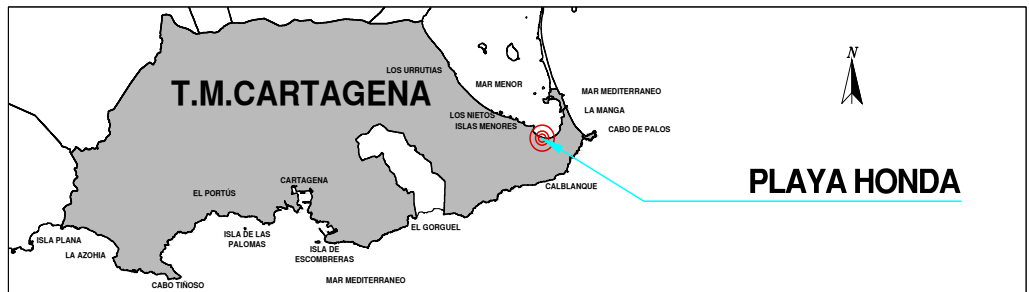 N
LOS URRUTIAS
T.M.CARTAGENA
MAR MENOR
MAR MEDITERRANEO
LA MANGA
LOS NIETOS
ISLAS MENORES
CABO DE PALOS
PLAYA HONDA
CARTAGENA
CALBLANQUE
EL PORTÚS
EL GORGUEL
ISLA PLANA
ISLA DE LAS
PALOMAS
LA AZOHIA
ISLA DE
ESCOMBRERAS
CABO TIÑOSO
MAR MEDITERRANEO